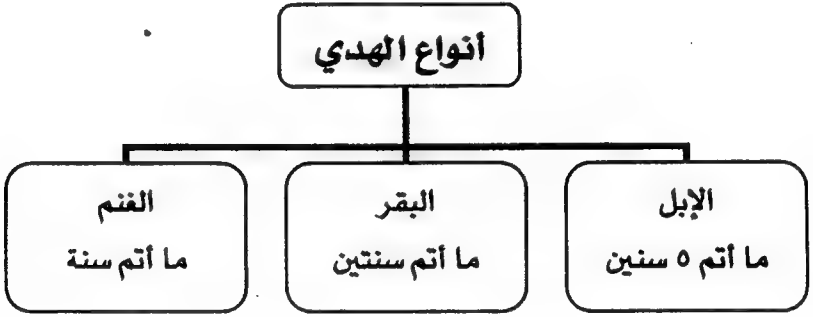 أنواع الهدي
الإبل
ما أتم ٥ سنين
البقر
ما أتم سنتين
الغنم
ما أتم سنة